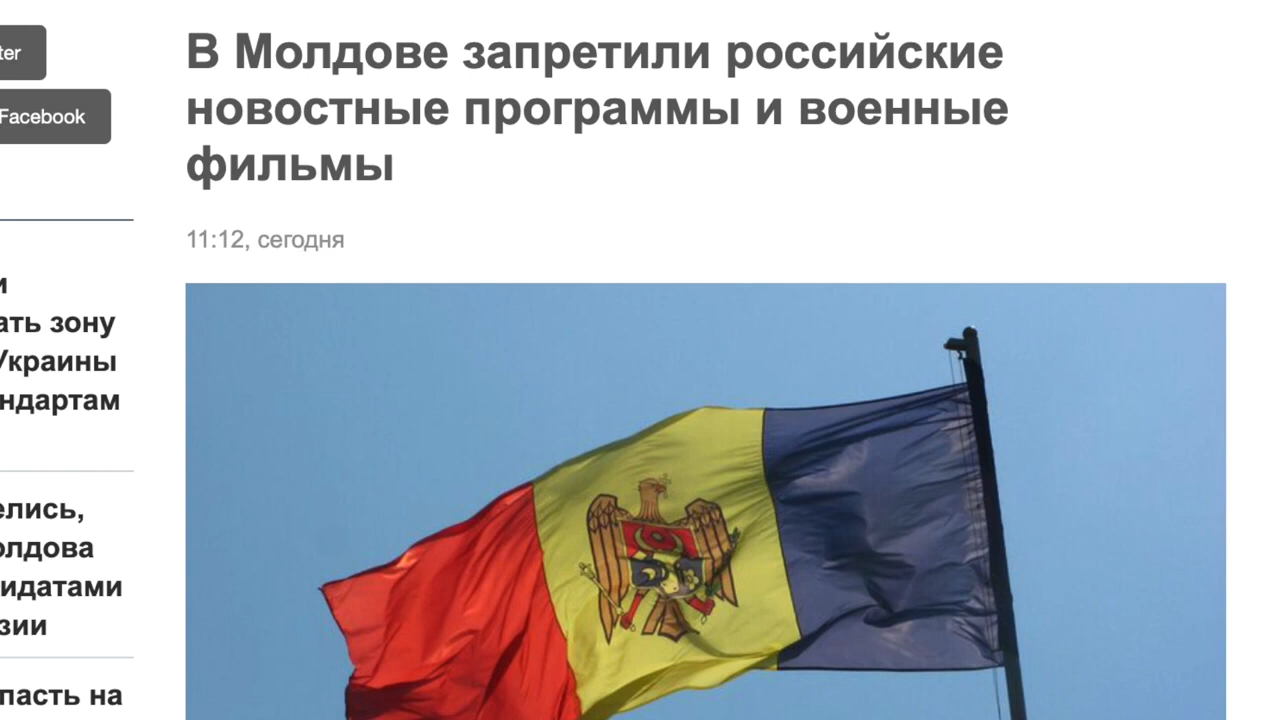 ter
Facebook
В Молдове запретили российские
новостные программы и военные
фильмы
11:12, сегодня
и
ать зону
Украины
ндартам
елись,
олдова
идатами
зии
пасть на